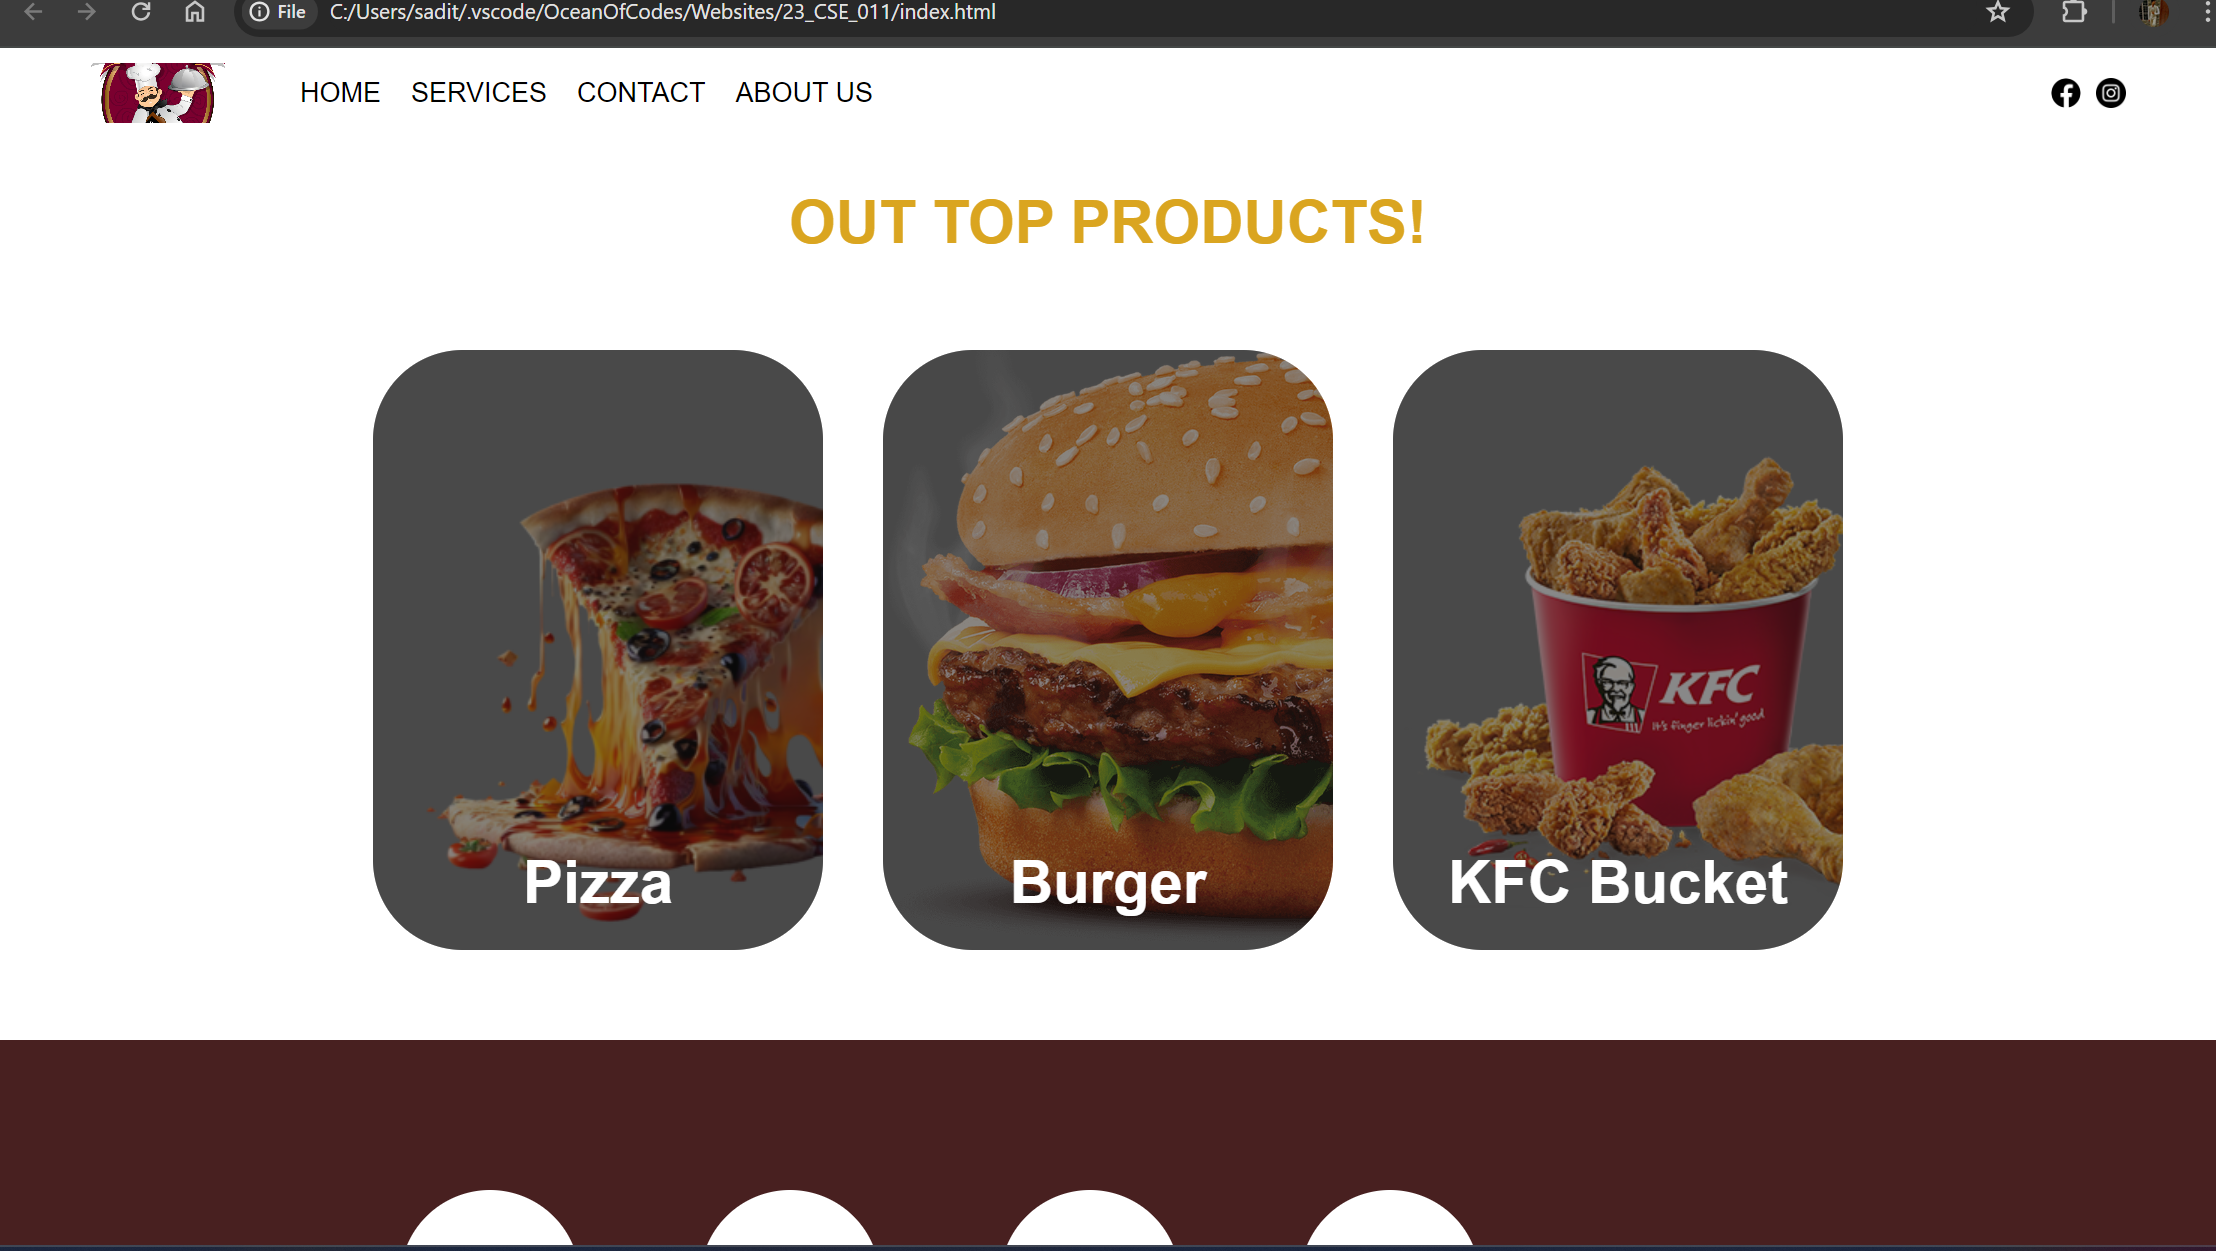 File C:/Users/sadit/.vscode/OceanOfCodes/Websites/23_CSE_011/index.html
HOME SERVICES CONTACT ABOUT US
OUT TOP PRODUCTS!
KFC
It's finger lickin' good
Pizza Burger KFC Bucket